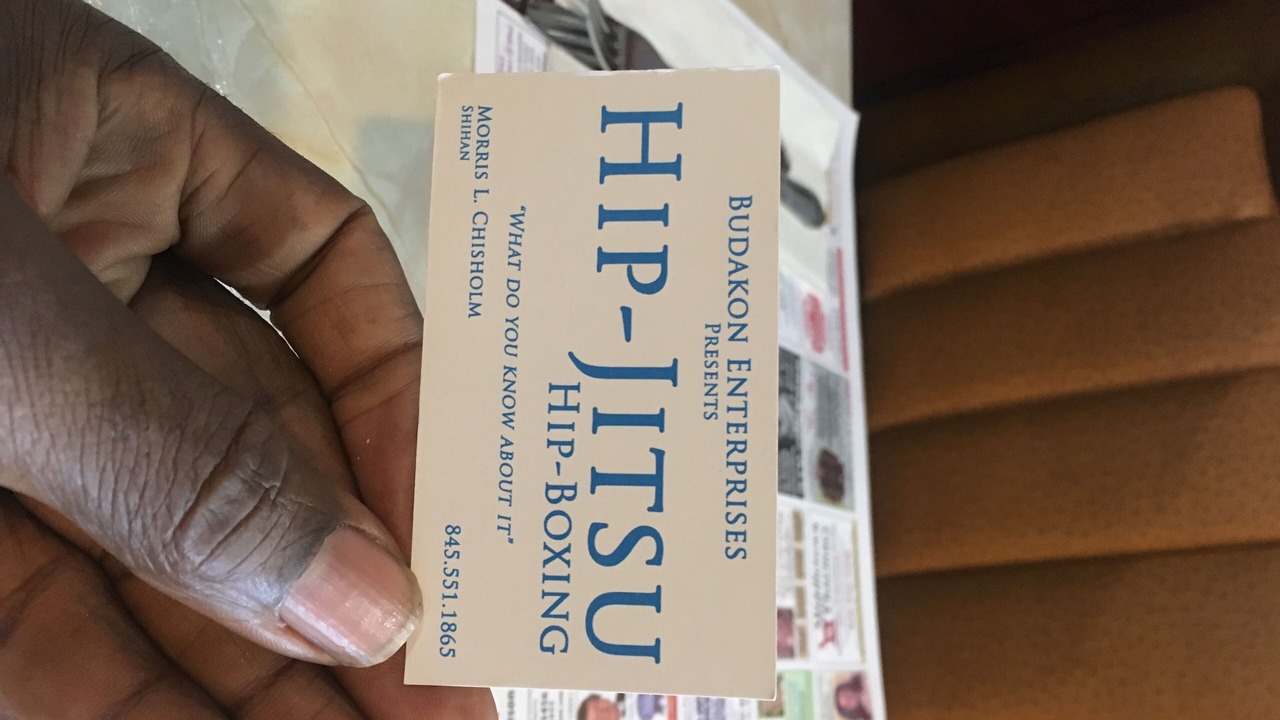 BUDAKON ENTERPRISES
PRESENTS
HIP-JITSU
HIP-BOXING
"WHAT DO YOU KNOW ABOUT IT"
MORRIS L. CHISHOLM
SHIHAN
845.551.1865